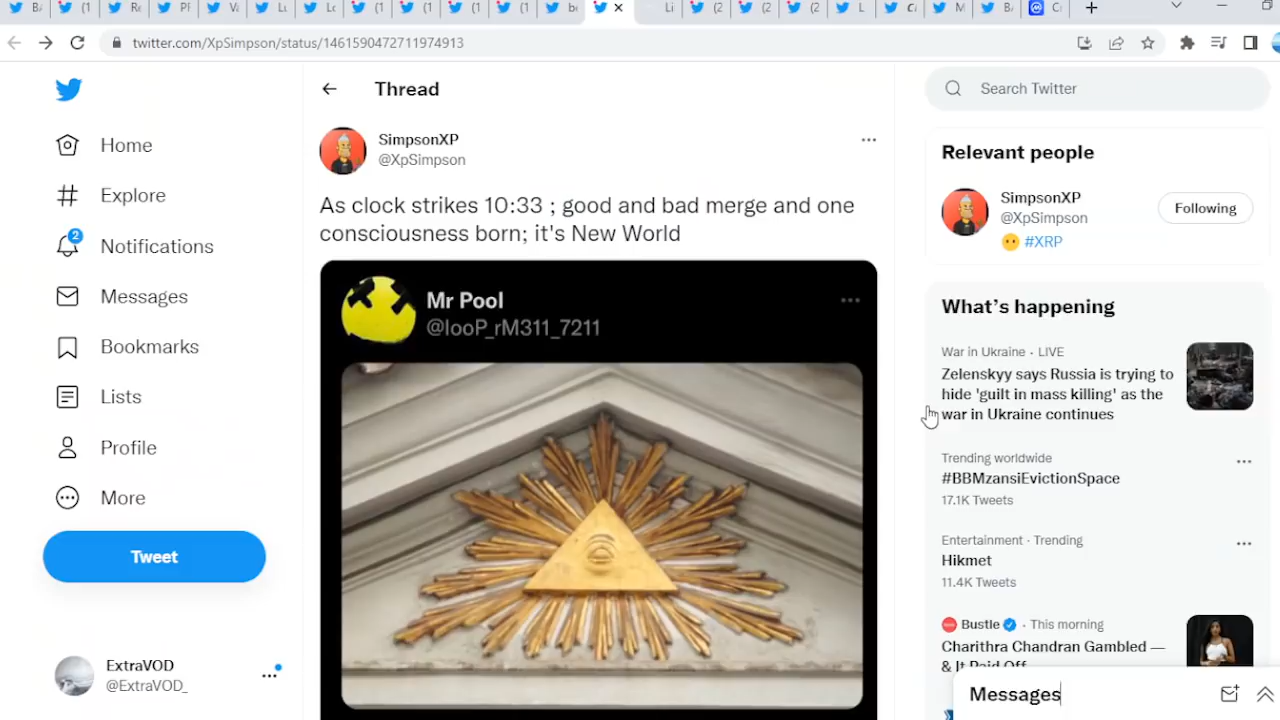 twitter.com/XpSimpson/status/1461590472711974913
Home
Explore
2
Notifications
Messages
Bookmarks
Lists
Profile
More
Tweet
ExtraVOD
@ExtraVOD_
Thread
SimpsonXP
@XpSimpson
As clock strikes 10:33 ; good and bad merge and one
consciousness born; it's New World
Mr Pool
@looP_rM311_7211
Search Twitter
Relevant people
SimpsonXP
@XpSimpson
Following
#XRP
What's happening
War in Ukraine · LIVE
Zelenskyy says Russia is trying to
hide 'guilt in mass killing' as the
war in Ukraine continues
Trending worldwide
#BBMzansiEvictionSpace
17.1K Tweets
Entertainment · Trending
Hikmet
11.4K Tweets
Bustle · This morning
Charithra Chandran Gambled —
& It Paid Off
Messages